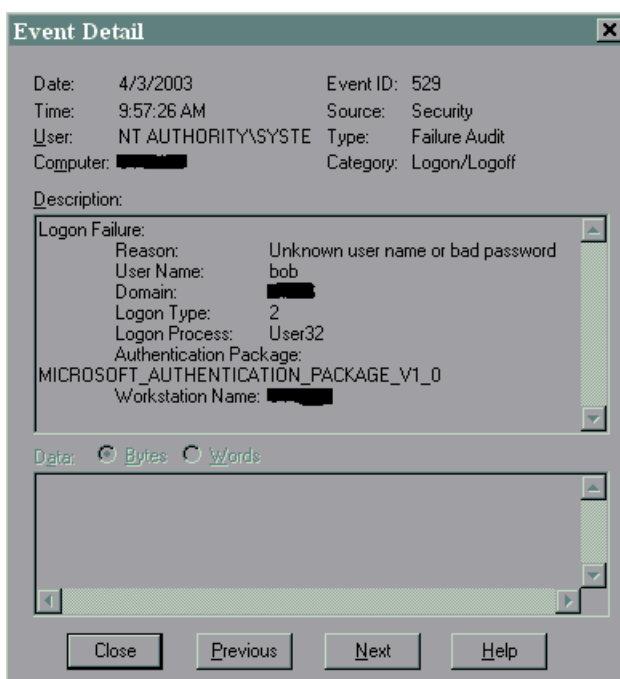 Event Detail
Date: 4/3/2003 Event ID: 529
Time: 9:57:26 AM Source: Security
User: NT AUTHORITY\SYSTE Type: Failure Audit
Computer: Category: Logon/Logoff
Description:
Logon Failure:
Reason: Unknown user name or bad password
User Name: bob
Domain:
Logon Type: 2
Logon Process: User32
Authentication Package:
MICROSOFT_AUTHENTICATION_PACKAGE_V1_0
Workstation Name:
Data: Bytes Words
Close Previous Next Help